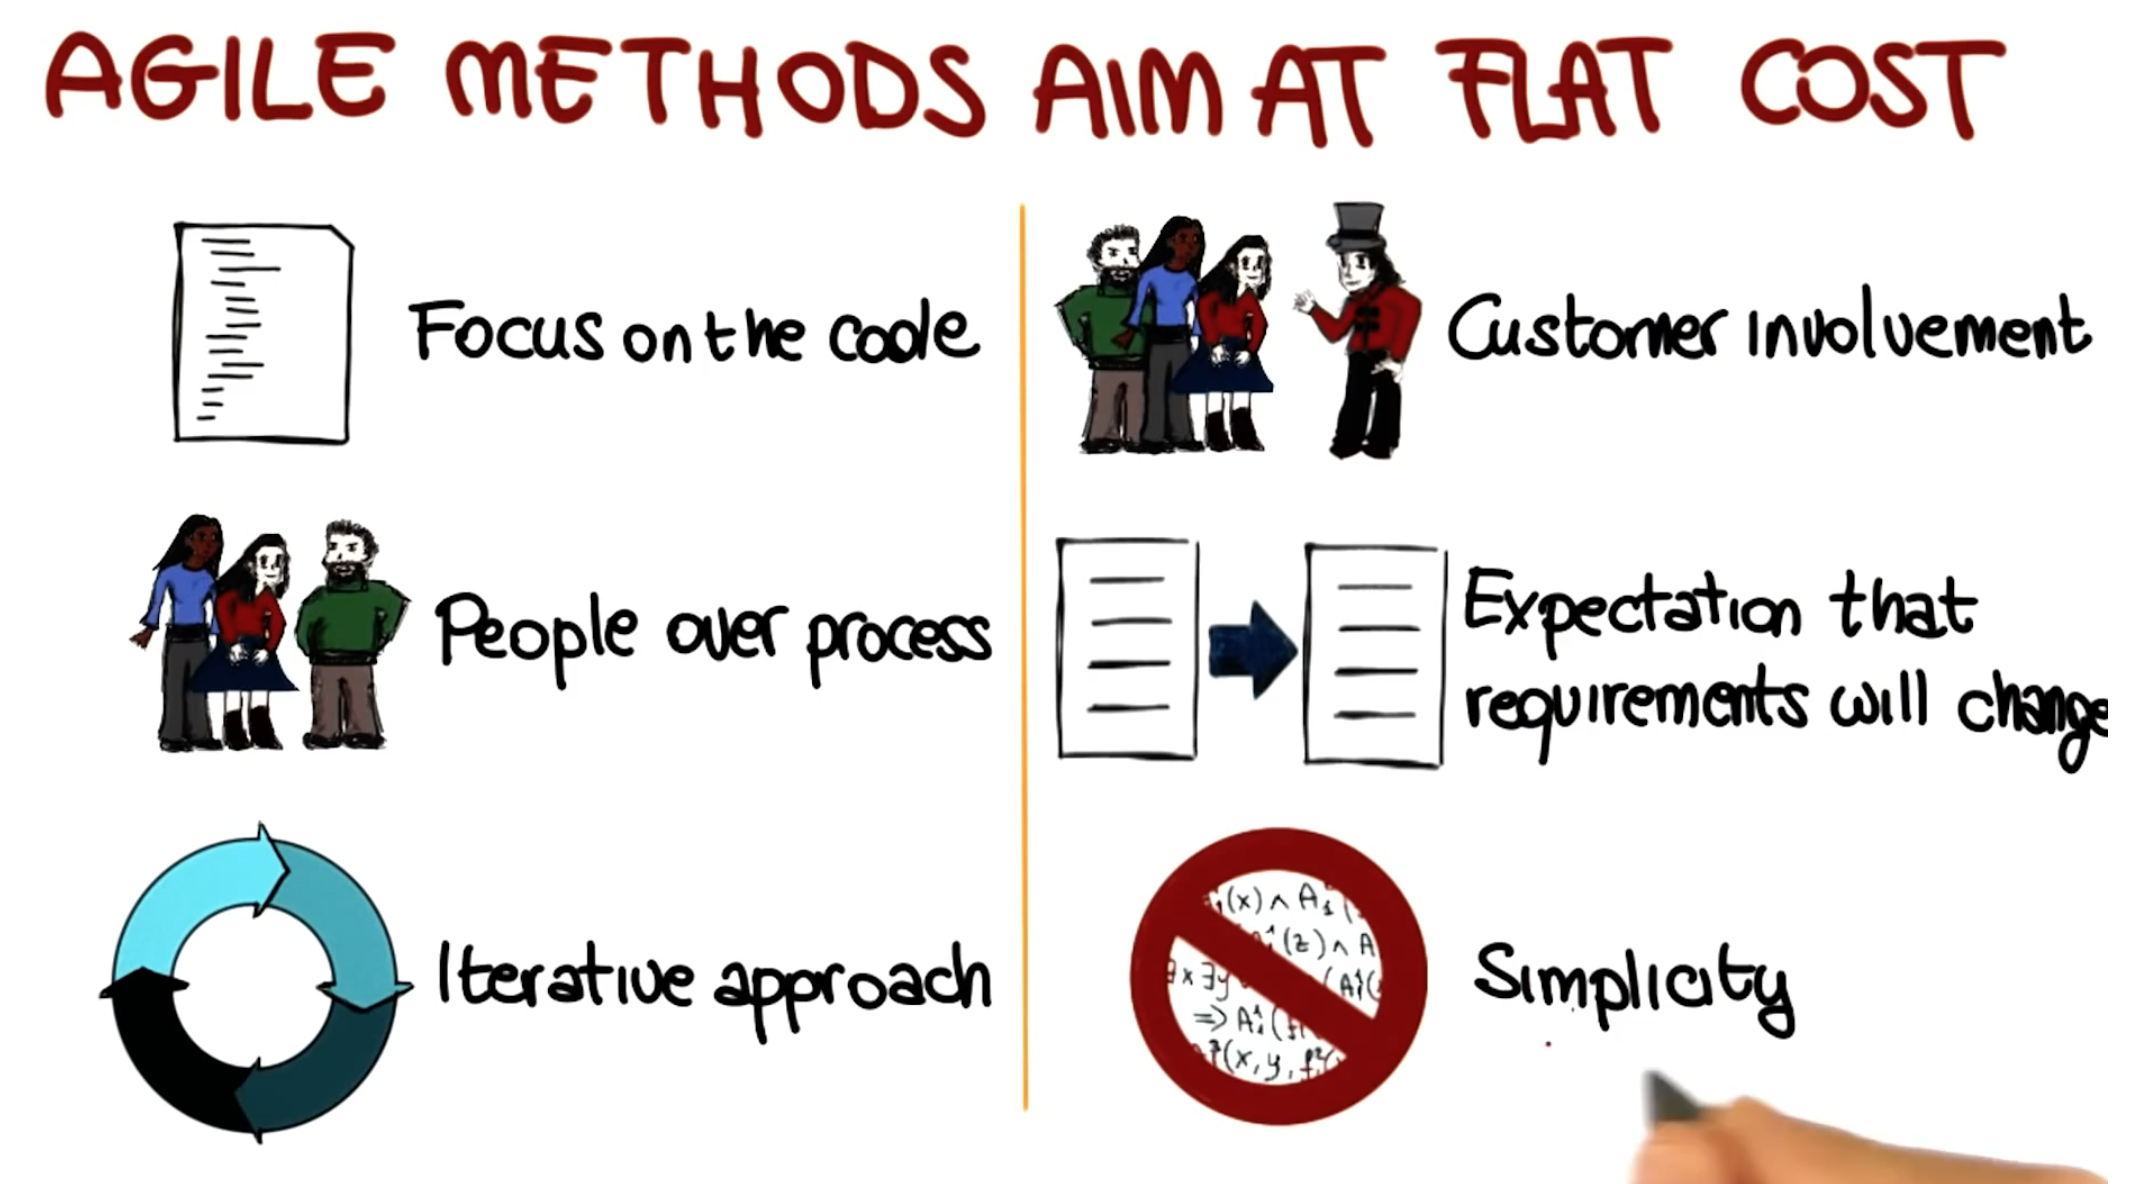 AGILE METHODS AIM AT FLAT COST
Focus on the code
People over process
Iterative approach
Customer involvement
Expectation that
requirements will change
Simplicity